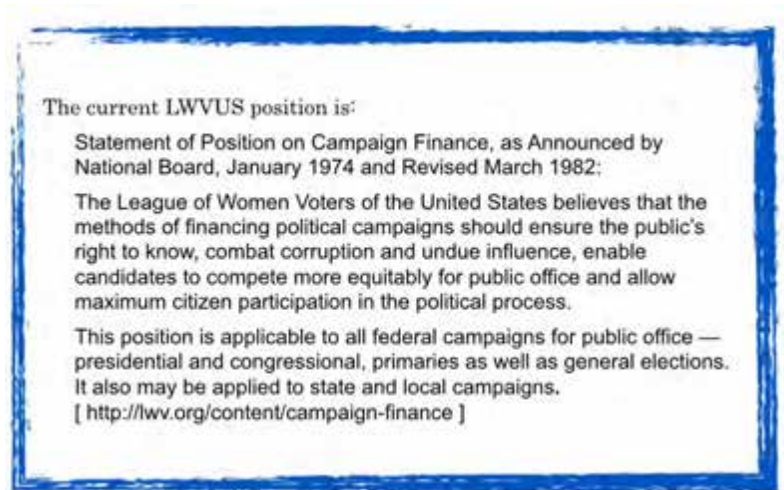 The current LWVUS position is:
Statement of Position on Campaign Finance, as Announced by
National Board, January 1974 and Revised March 1982:
The League of Women Voters of the United States believes that the
methods of financing political campaigns should ensure the public's
right to know, combat corruption and undue influence, enable
candidates to compete more equitably for public office and allow
maximum citizen participation in the political process.
This position is applicable to all federal campaigns for public office —
presidential and congressional, primaries as well as general elections.
It also may be applied to state and local campaigns.
[ http://lwv.org/content/campaign-finance ]